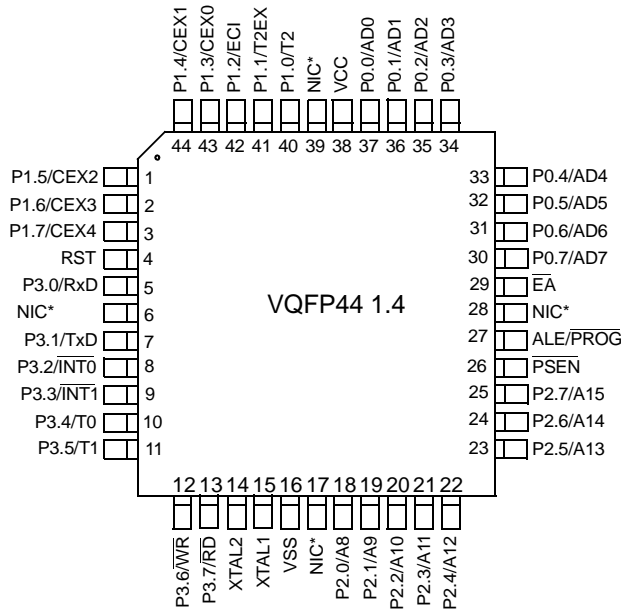 P1.4/CEX1
P1.3/CEX0
P1.2/ECI
P1.1/T2EX
P1.0/T2
NIC*
VCC
P0.0/AD0
P0.1/AD1
P0.2/AD2
P0.3/AD3
44 43 42 41 40 39 38 37 36 35 34
P1.5/CEX2 1
P1.6/CEX3 2
P1.7/CEX4 3
RST 4
P3.0/RxD 5
NIC* 6
P3.1/TxD 7
P3.2/INT0 8
P3.3/INT1 9
P3.4/T0 10
P3.5/T1 11
VQFP44 1.4
33 P0.4/AD4
32 P0.5/AD5
31 P0.6/AD6
30 P0.7/AD7
29 EA
28 NIC*
27 ALE/PROG
26 PSEN
25 P2.7/A15
24 P2.6/A14
23 P2.5/A13
12 13 14 15 16 17 18 19 20 21 22
P3.6/WR
P3.7/RD
XTAL2
XTAL1
VSS
NIC*
P2.0/A8
P2.1/A9
P2.2/A10
P2.3/A11
P2.4/A12